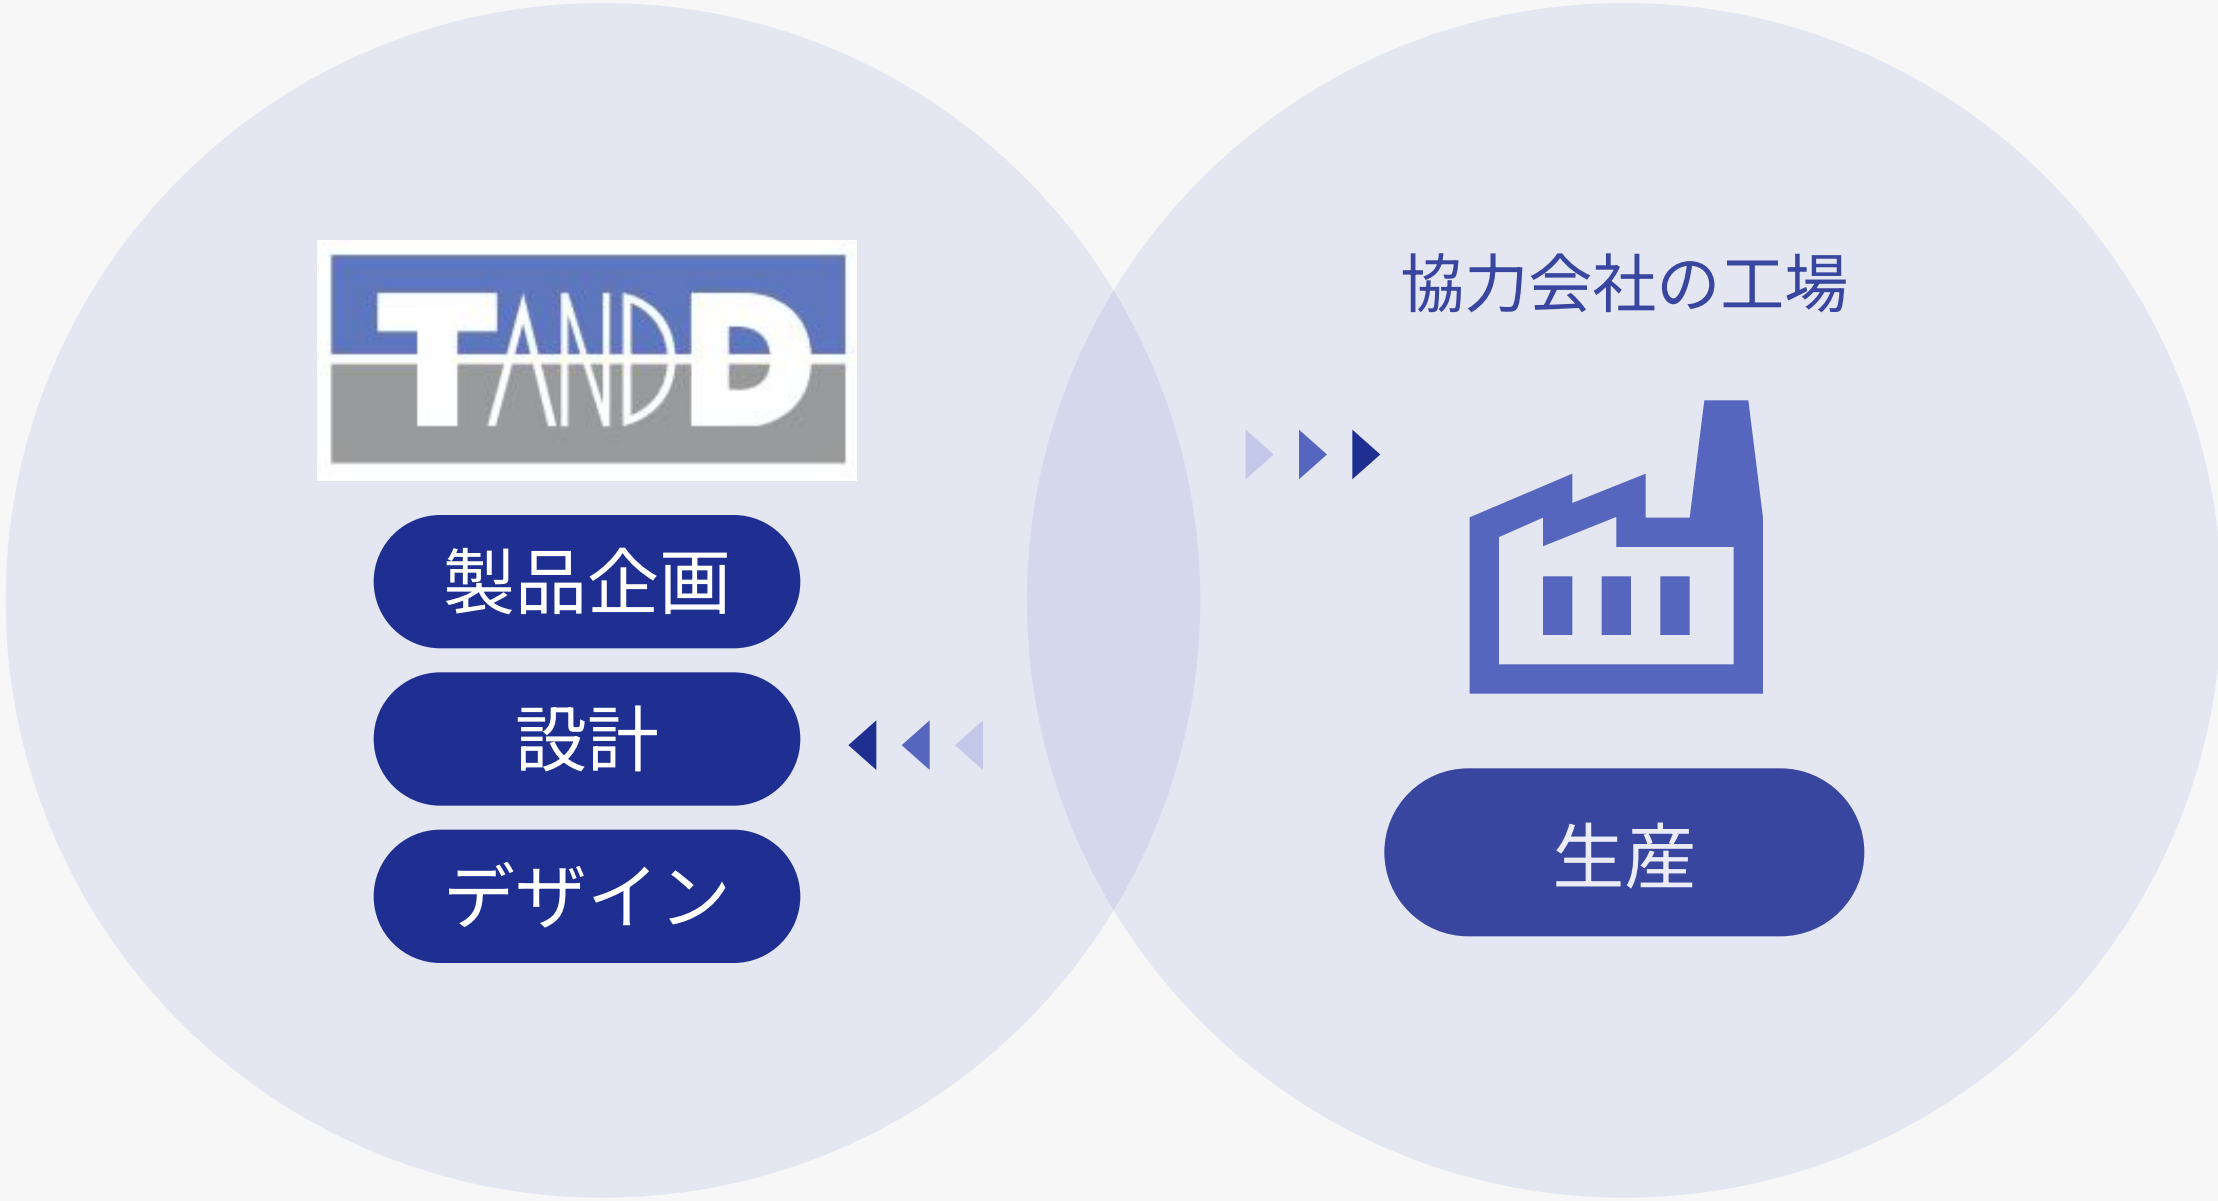 TANDD
製品企画
設計
デザイン
協力会社の工場
生産